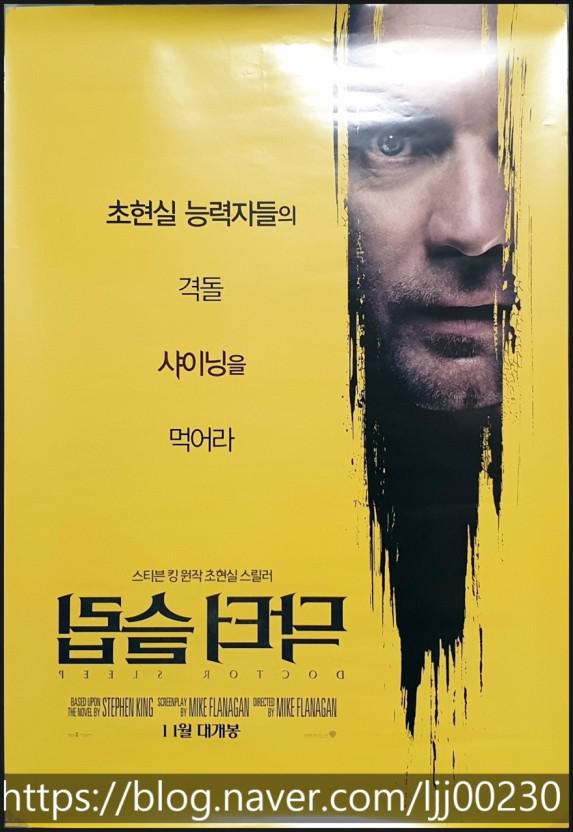 초현실 능력자들의
격돌
샤이닝을
먹어라
스티븐 킹 원작 초현실 스릴러
닥터슬립
DOCTOR SLEEP
BASED UPON THE NOVEL BY STEPHEN KING SCREENPLAY BY MIKE FLANAGAN DIRECTED BY MIKE FLANAGAN
11월 대개봉
https://blog.naver.com/ljj00230